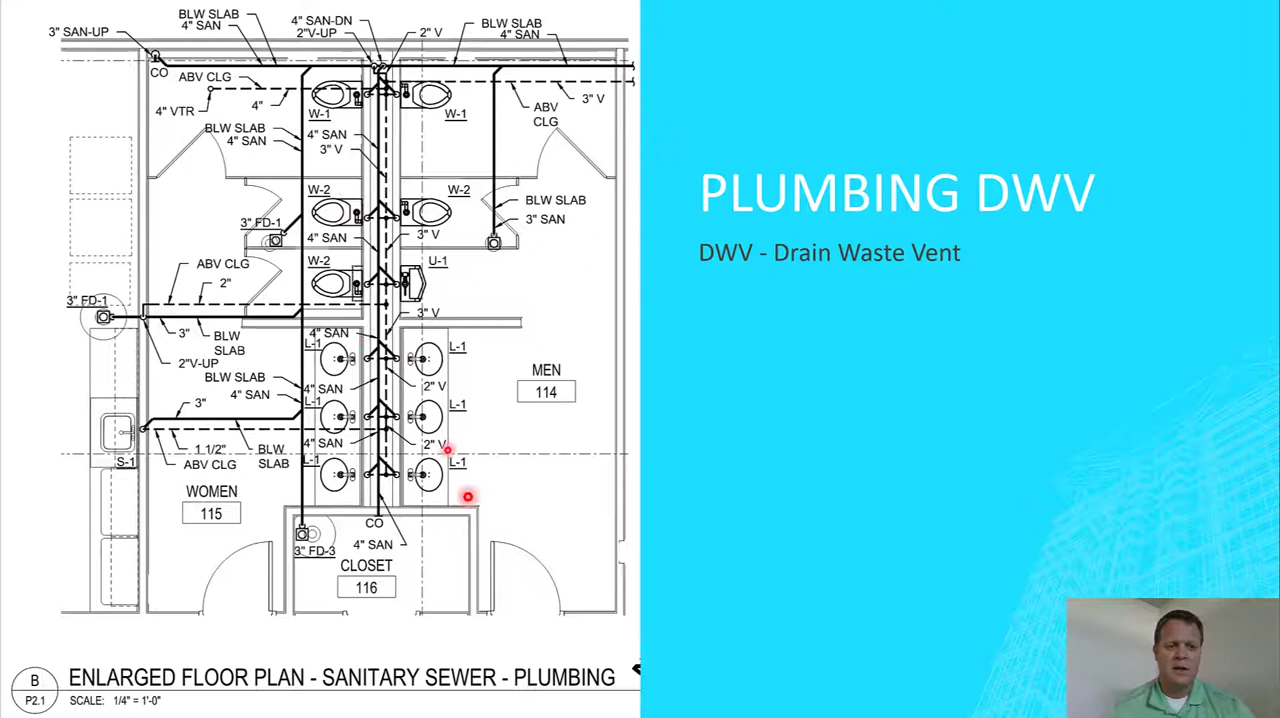 BLW SLAB
4" SAN
4" SAN-DN
2"V-UP
2" V
BLW SLAB
4" SAN
3" SAN-UP
CO
ABV CLG
4"
4" VTR
3" V
ABV
CLG
W-1
W-1
BLW SLAB
4" SAN
4" SAN
3" V
W-2
W-2
BLW SLAB
3" SAN
3" FD-1
4" SAN
3" V
ABV CLG
2"
W-2
U-1
3" FD-1
3"
BLW
SLAB
2"V-UP
3" V
4" SAN
L-1
L-1
BLW SLAB
4" SAN
4" SAN
2" V
MEN
114
3"
L-1
L-1
1 1/2"
ABV CLG
BLW
SLAB
4" SAN
2" V
S-1
L-1
L-1
WOMEN
115
CO
4" SAN
3" FD-3
CLOSET
116
B
P2.1
ENLARGED FLOOR PLAN - SANITARY SEWER - PLUMBING
SCALE: 1/4" = 1'-0"
PLUMBING DWV
DWV - Drain Waste Vent